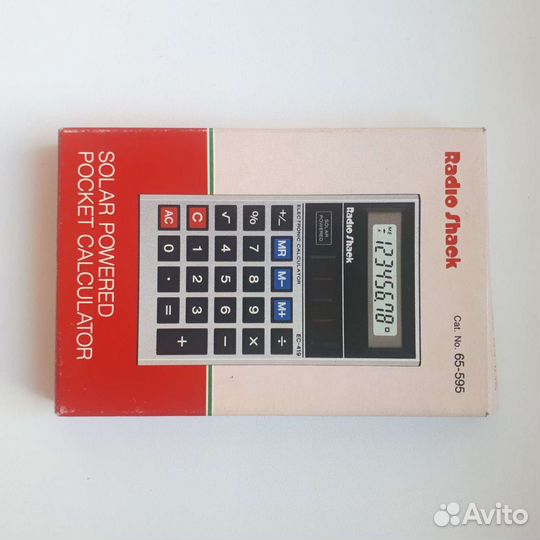 Radio Shack
Cat. No. 65-595
12345678.
Radio Shack
SOLAR POWERED
ELECTRONIC CALCULATOR EC-419
+/− MR M− M+ ÷
% 7 8 9 ×
√ 4 5 6 −
C 1 2 3 +
AC 0 . =
SOLAR POWERED
POCKET CALCULATOR
Avito